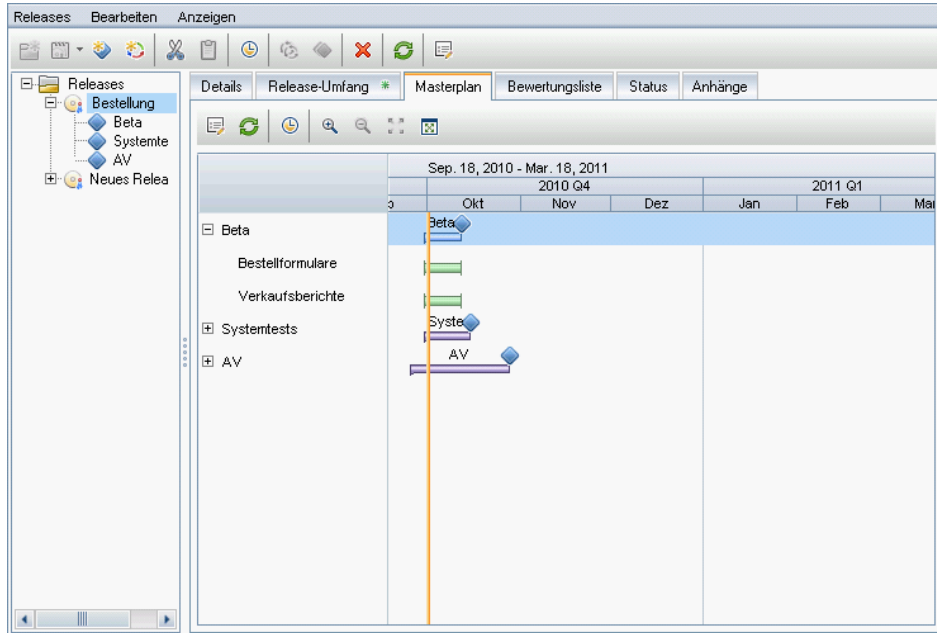 Releases Bearbeiten Anzeigen
Releases
Bestellung
Beta
Systemte
AV
Neues Relea
Details Release-Umfang * Masterplan Bewertungsliste Status Anhänge
Sep. 18, 2010 - Mar. 18, 2011
2010 Q4 2011 Q1
Okt Nov Dez Jan Feb Mai
Beta Beta
Bestellformulare
Verkaufsberichte
Systemtests Syste
AV AV